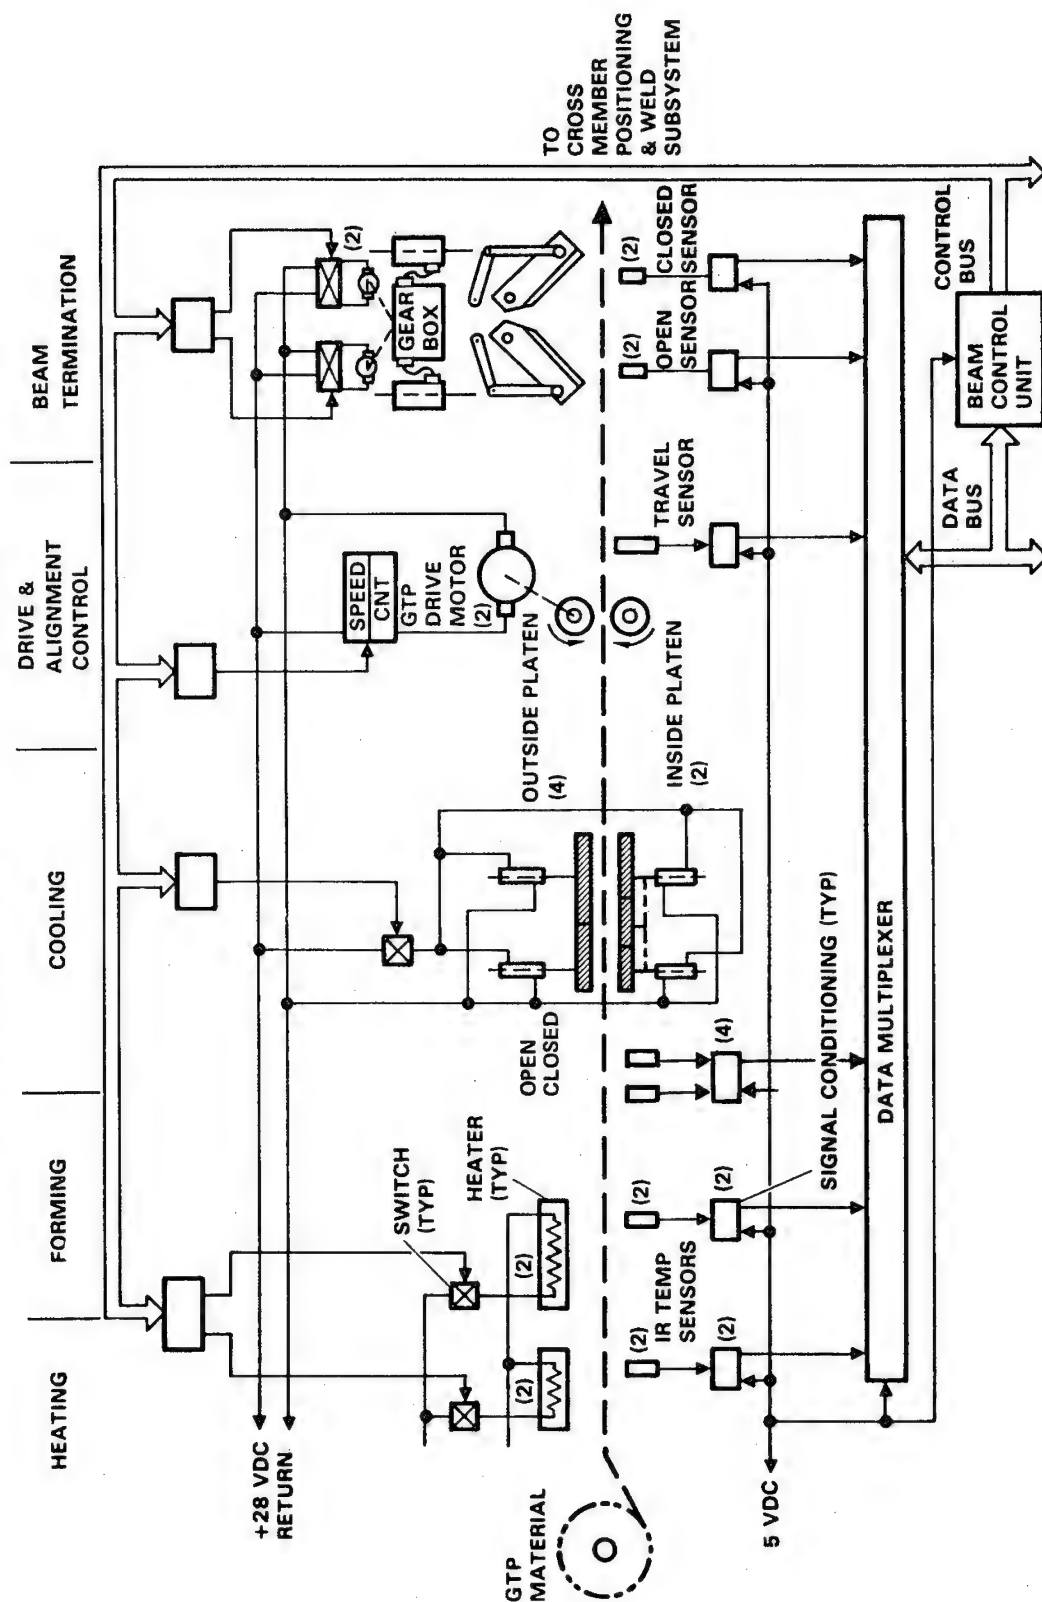 HEATING
FORMING
COOLING
DRIVE &
ALIGNMENT
CONTROL
BEAM
TERMINATION
+28 VDC
RETURN
SWITCH
(TYP)
HEATER
(TYP)
(2)
(2)
OPEN
CLOSED
OUTSIDE PLATEN
(4)
INSIDE PLATEN
(2)
SPEED
CNT
GTP
DRIVE
MOTOR
(2)
(2)
GEAR
BOX
TO
CROSS
MEMBER
POSITIONING
& WELD
SUBSYSTEM
GTP
MATERIAL
(2)
IR TEMP
SENSORS
(2)
(2)
(2)
(4)
SIGNAL CONDITIONING (TYP)
TRAVEL
SENSOR
(2)
OPEN
SENSOR
(2)
CLOSED
SENSOR
5 VDC
DATA MULTIPLEXER
DATA
BUS
CONTROL
BUS
BEAM
CONTROL
UNIT